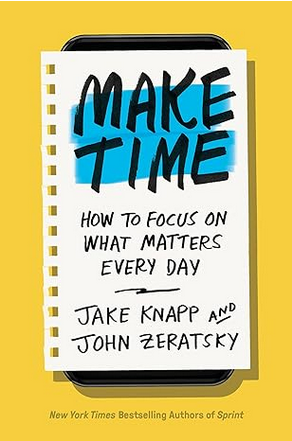 MAKE
TIME
HOW TO FOCUS ON
WHAT MATTERS
EVERY DAY
JAKE KNAPP AND
JOHN ZERATSKY
New York Times Bestselling Authors of Sprint